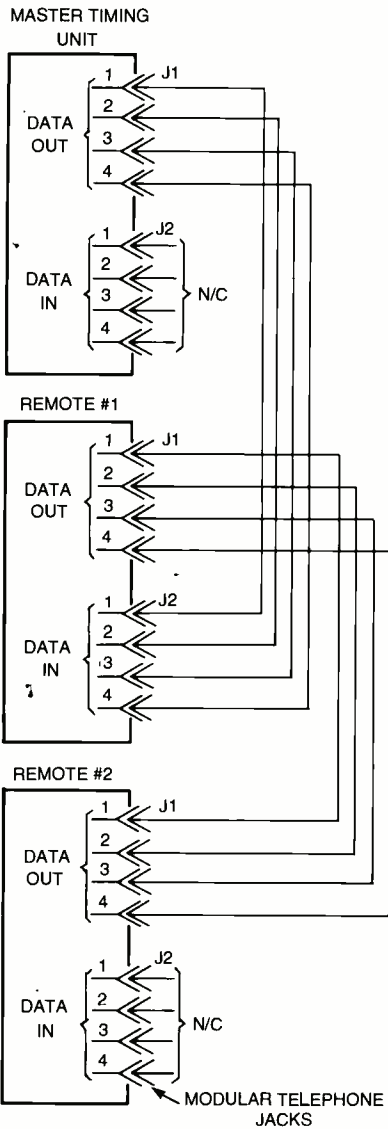 MASTER TIMING
UNIT
DATA
OUT
1
2
3
4
J1
DATA
IN
1
2
3
4
J2
N/C
REMOTE #1
DATA
OUT
1
2
3
4
J1
DATA
IN
1
2
3
4
J2
REMOTE #2
DATA
OUT
1
2
3
4
J1
DATA
IN
1
2
3
4
J2
N/C
MODULAR TELEPHONE
JACKS